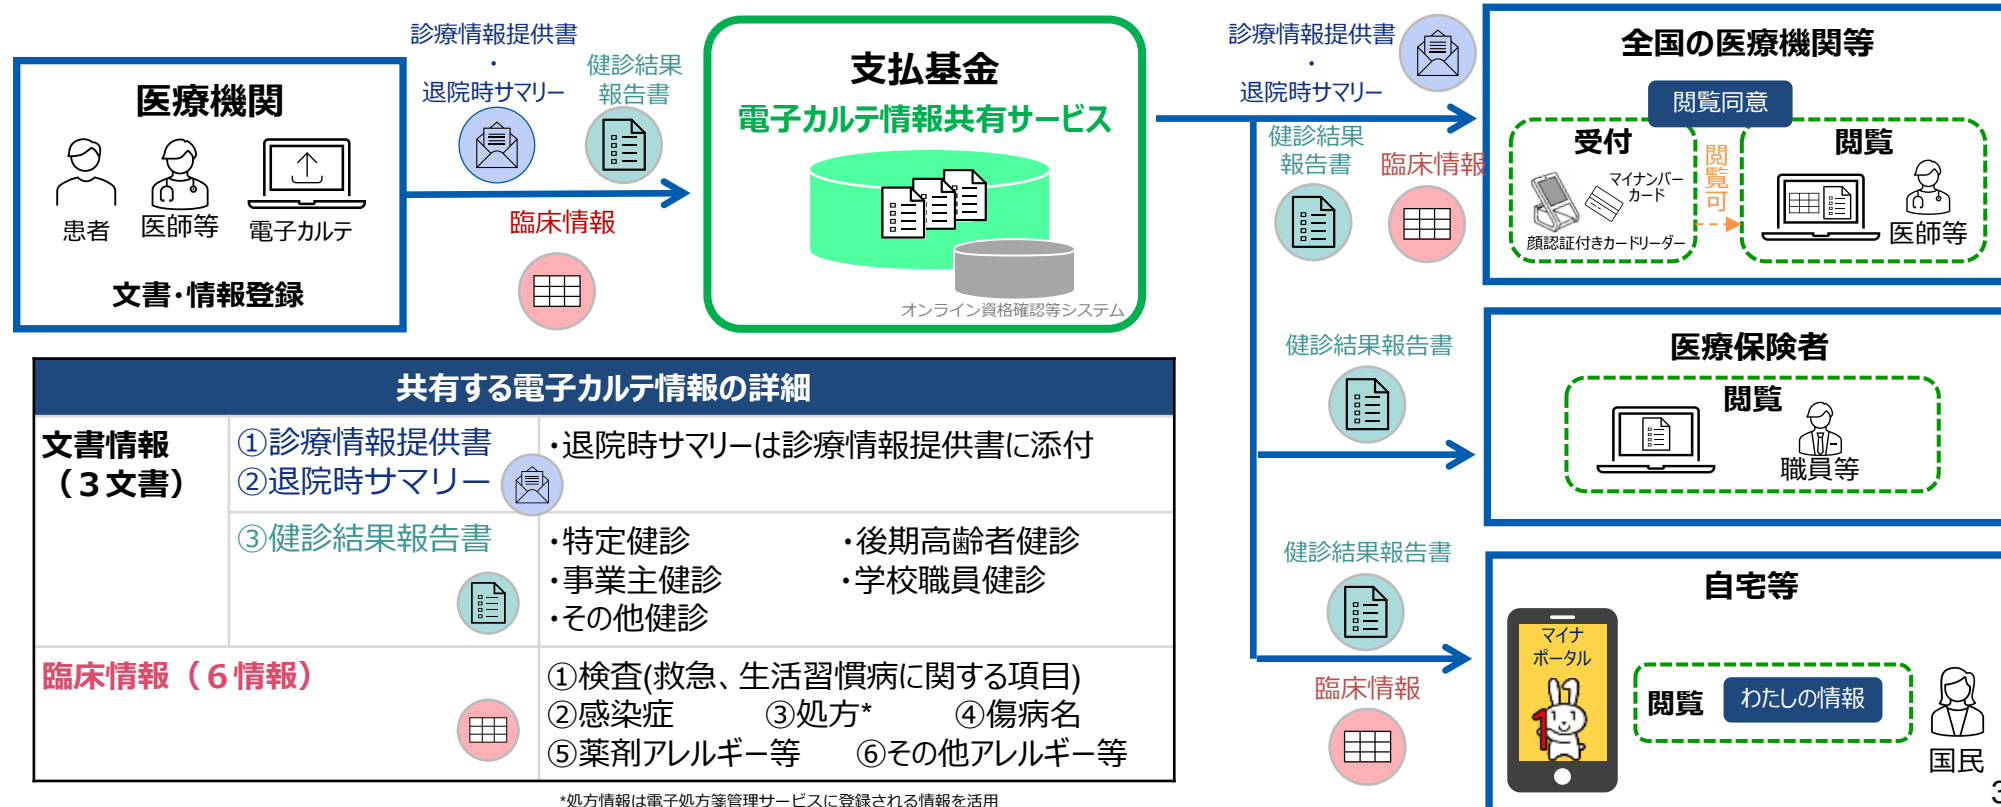 医療機関
患者
医師等
電子カルテ
文書・情報登録
診療情報提供書
・
退院時サマリー
健診結果
報告書
臨床情報
支払基金
電子カルテ情報共有サービス
オンライン資格確認等システム
診療情報提供書
・
退院時サマリー
健診結果
報告書
臨床情報
全国の医療機関等
閲覧同意
受付
マイナンバー
カード
顔認証付きカードリーダー
閲覧可
閲覧
医師等
健診結果報告書
医療保険者
閲覧
職員等
健診結果報告書
臨床情報
自宅等
マイナ
ポータル
1
閲覧
わたしの情報
国民
共有する電子カルテ情報の詳細
文書情報
（３文書）
①診療情報提供書
②退院時サマリー
・退院時サマリーは診療情報提供書に添付
③健診結果報告書
・特定健診 ・後期高齢者健診
・事業主健診 ・学校職員健診
・その他健診
臨床情報（６情報）
①検査(救急、生活習慣病に関する項目)
②感染症 ③処方* ④傷病名
⑤薬剤アレルギー等 ⑥その他アレルギー等
*処方情報は電子処方箋管理サービスに登録される情報を活用